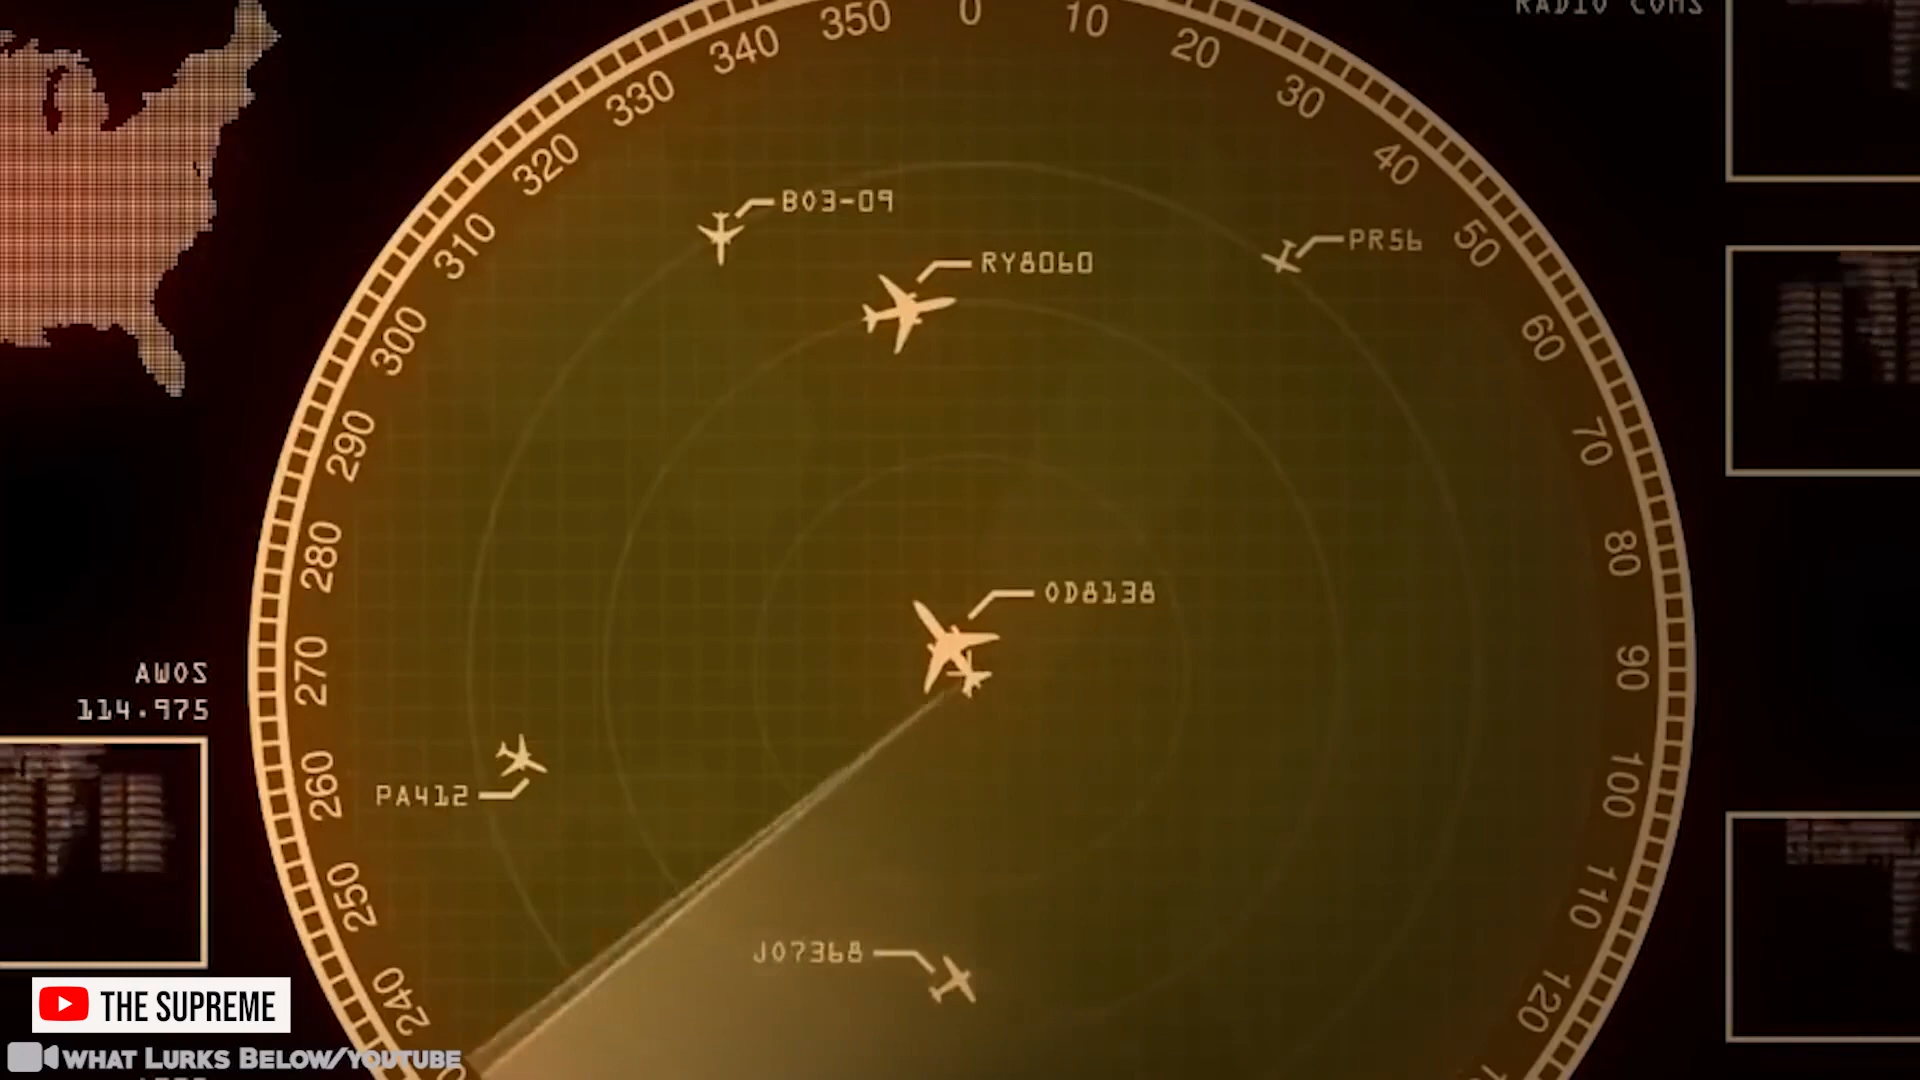 RADIO COMS
350
0
10
340
20
330
30
320
40
310
50
300
60
290
70
280
80
270
90
260
100
250
110
240
120
B03-09
RY8060
PR56
OD8138
AWOS
114.975
PA412
J07368
THE SUPREME
WHAT LURKS BELOW/YOUTUBE